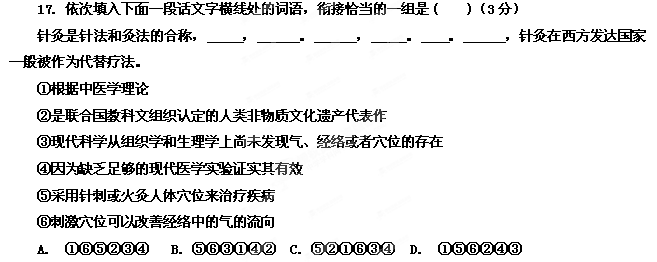 17. 依次填入下面一段话文字横线处的词语，衔接恰当的一组是（　　）（3分）
针灸是针法和灸法的合称，_____，______。______，_____。____。______，针灸在西方发达国家
一般被作为代替疗法。
①根据中医学理论
②是联合国教科文组织认定的人类非物质文化遗产代表作
③现代科学从组织学和生理学上尚未发现气、经络或者穴位的存在
④因为缺乏足够的现代医学实验证实其有效
⑤采用针刺或火灸人体穴位来治疗疾病
⑥刺激穴位可以改善经络中的气的流向
A. ①⑥⑤②③④ B. ⑤⑥③①④② C. ⑤②①⑥③④ D. ①⑤⑥②④③